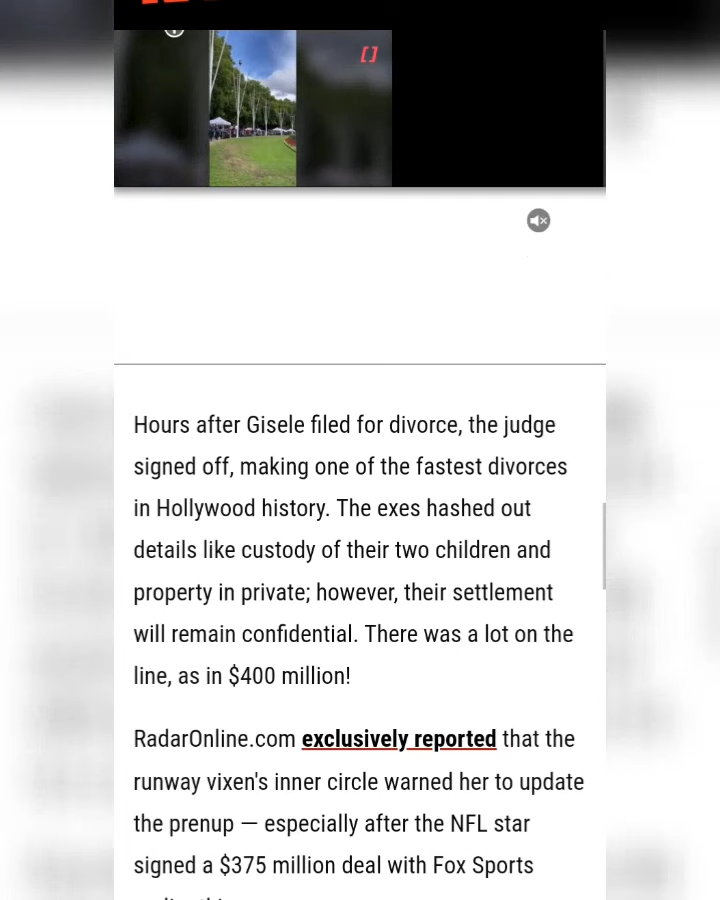 Hours after Gisele filed for divorce, the judge
signed off, making one of the fastest divorces
in Hollywood history. The exes hashed out
details like custody of their two children and
property in private; however, their settlement
will remain confidential. There was a lot on the
line, as in $400 million!
RadarOnline.com exclusively reported that the
runway vixen's inner circle warned her to update
the prenup — especially after the NFL star
signed a $375 million deal with Fox Sports